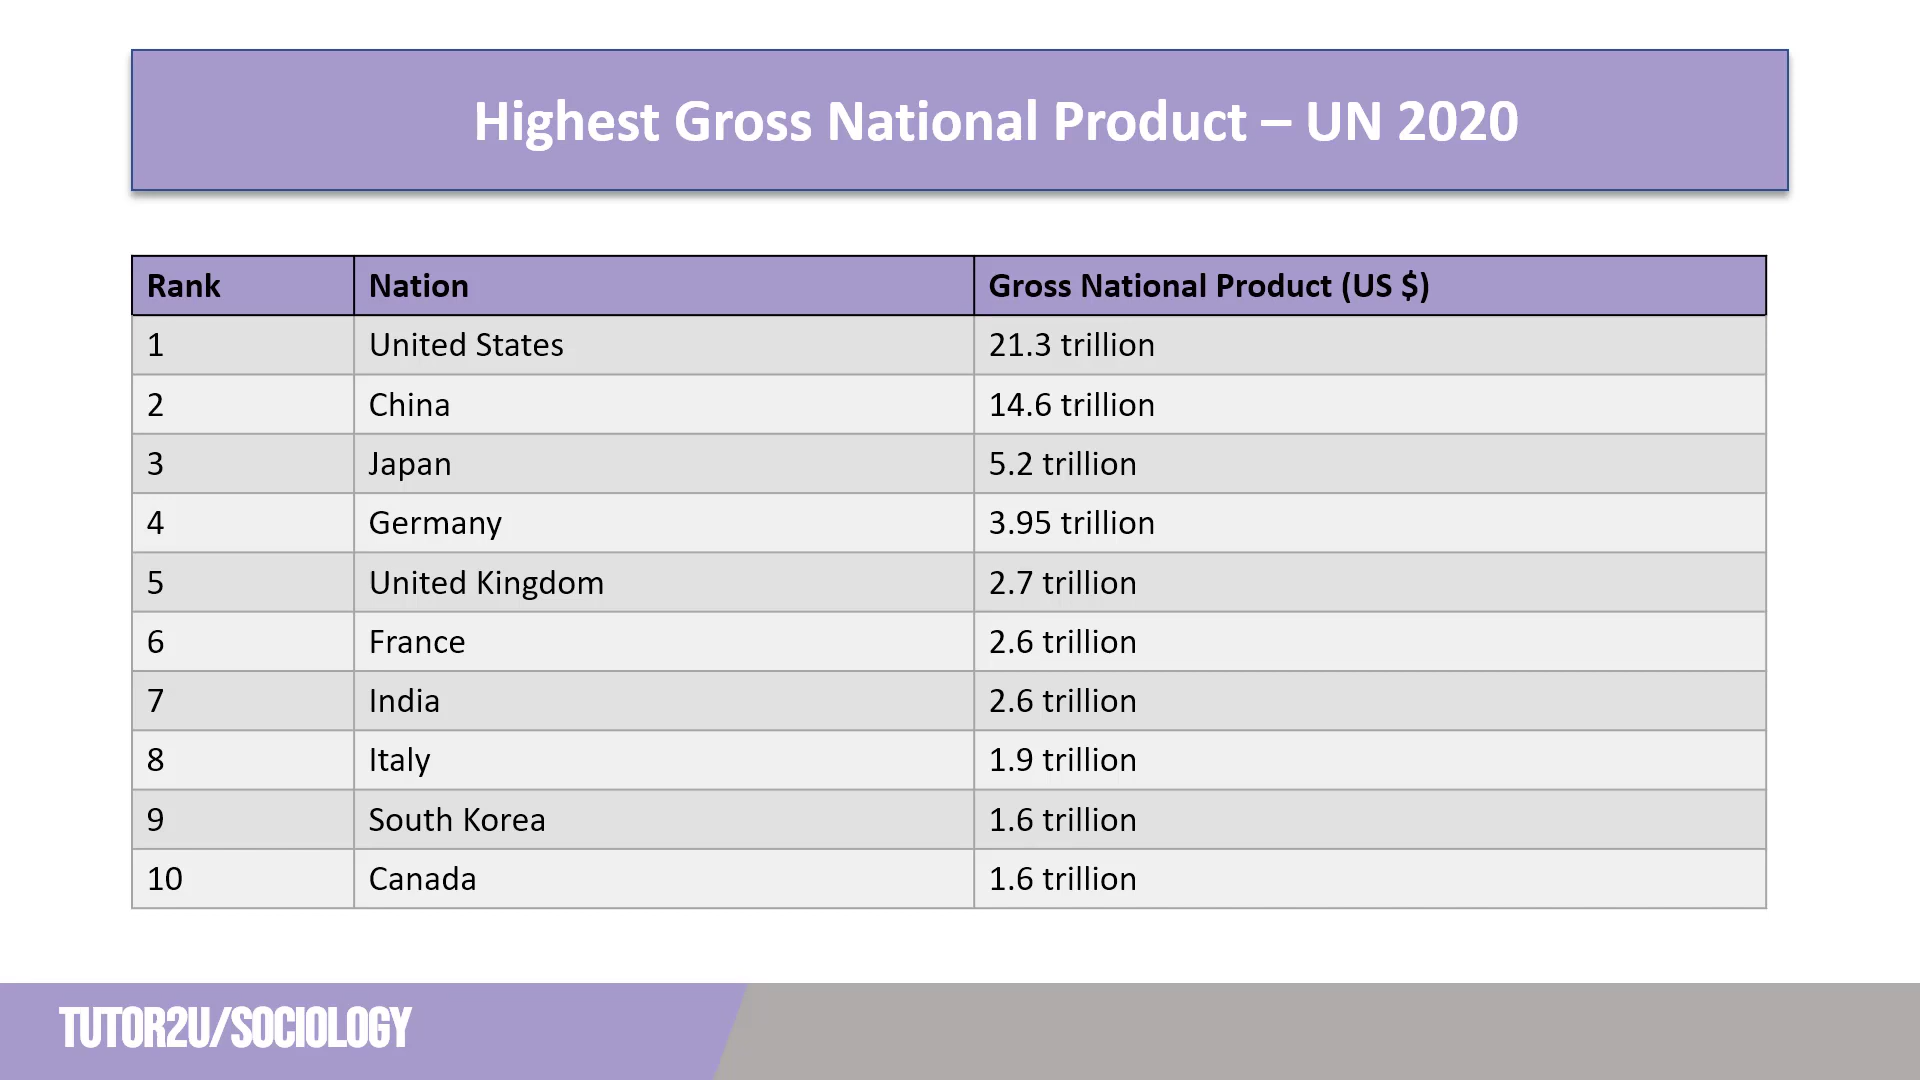 Highest Gross National Product – UN 2020
Rank Nation Gross National Product (US $)
1 United States 21.3 trillion
2 China 14.6 trillion
3 Japan 5.2 trillion
4 Germany 3.95 trillion
5 United Kingdom 2.7 trillion
6 France 2.6 trillion
7 India 2.6 trillion
8 Italy 1.9 trillion
9 South Korea 1.6 trillion
10 Canada 1.6 trillion
TUTOR2U/SOCIOLOGY